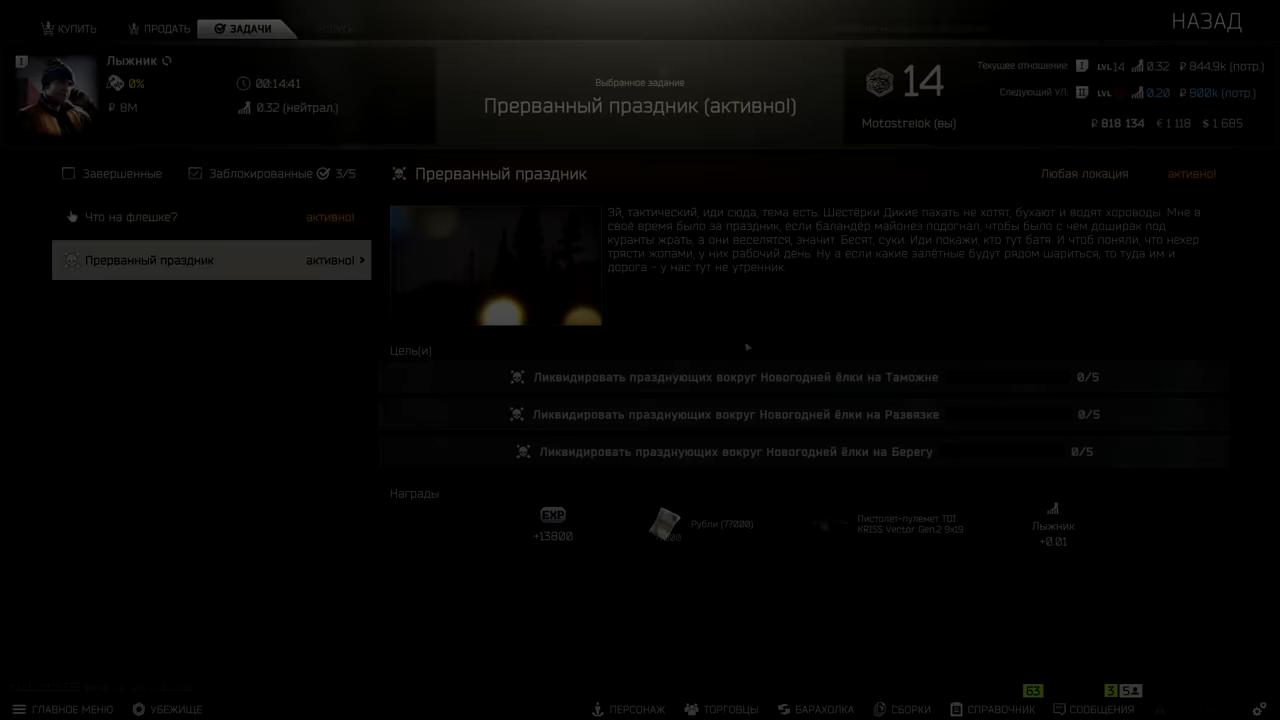 КУПИТЬ ПРОДАТЬ ЗАДАЧИ
НАЗАД
I Лыжник
0% 00:14:41
₽ 8M 0.32 (нейтрал.)
Выбранное задание
Прерванный праздник (активно!)
14
Motostrelok (вы)
Текущее отношение: I LVL 14 0.32 ₽ 844,9k (потр.)
Следующий УЛ: II LVL 0.20 ₽ 900k (потр.)
₽ 818 134 € 1 118 $ 1 685
Завершенные Заблокированные 3/5
Что на флешке? активно!
Прерванный праздник активно!
Прерванный праздник Любая локация активно!
Эй, тактический, иди сюда, тема есть. Шестёрки Дикие пахать не хотят, бухают и водят хороводы. Мне в
своё время было за праздник, если баландёр майонез подогнал, чтобы было с чем доширак под
куранты жрать, а они веселятся, значит. Бесят, суки. Иди покажи, кто тут батя. И чтоб поняли, что нехер
трясти жопами, у них рабочий день. Ну а если какие залётные будут рядом шариться, то туда им и
дорога - у нас тут не утренник.
Цель(и)
Ликвидировать празднующих вокруг Новогодней ёлки на Таможне 0/5
Ликвидировать празднующих вокруг Новогодней ёлки на Развязке 0/5
Ликвидировать празднующих вокруг Новогодней ёлки на Берегу 0/5
Награды
EXP
+13800
Рубли (77000)
Пистолет-пулемет TDI
KRISS Vector Gen.2 9x19
Лыжник
+0.01
63 3 5
ГЛАВНОЕ МЕНЮ УБЕЖИЩЕ ПЕРСОНАЖ ТОРГОВЦЫ БАРАХОЛКА СБОРКИ СПРАВОЧНИК СООБЩЕНИЯ